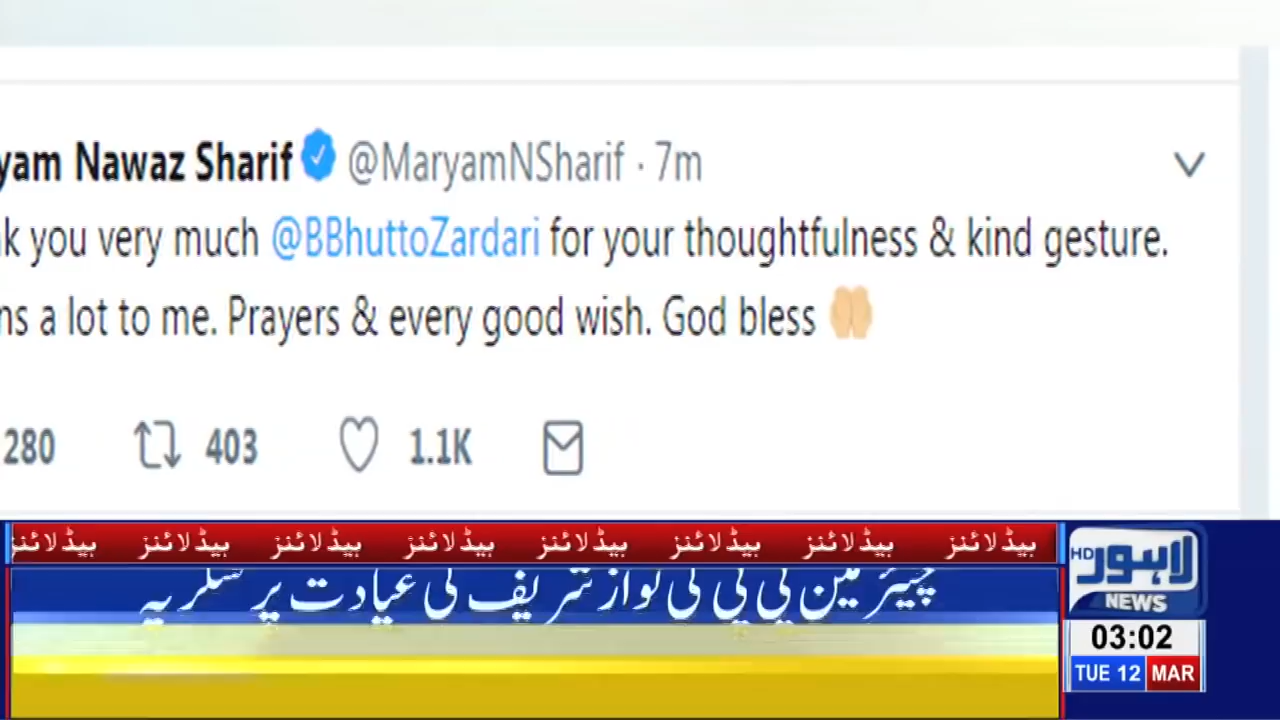 yam Nawaz Sharif @MaryamNSharif · 7m
k you very much @BBhuttoZardari for your thoughtfulness & kind gesture.
ns a lot to me. Prayers & every good wish. God bless
280 403 1.1K
ہیڈلائنز ہیڈلائنز ہیڈلائنز ہیڈلائنز ہیڈلائنز ہیڈلائنز ہیڈلائنز ہیڈلائنز
چیئرمین پی پی کی نواز شریف کی عیادت پر شکریہ
لاہور HD
NEWS
03:02
TUE 12 MAR